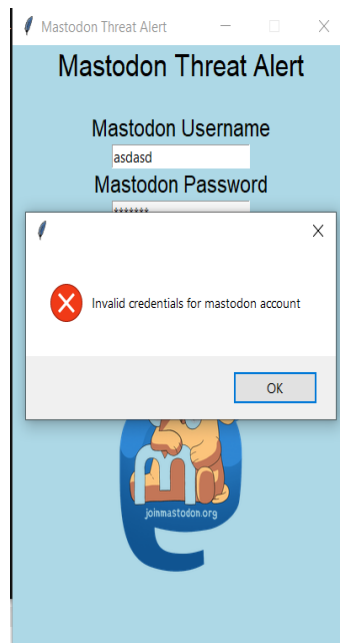 Mastodon Threat Alert
Mastodon Threat Alert
Mastodon Username
asdasd
Mastodon Password
*******
Invalid credentials for mastodon account
OK
joinmastodon.org